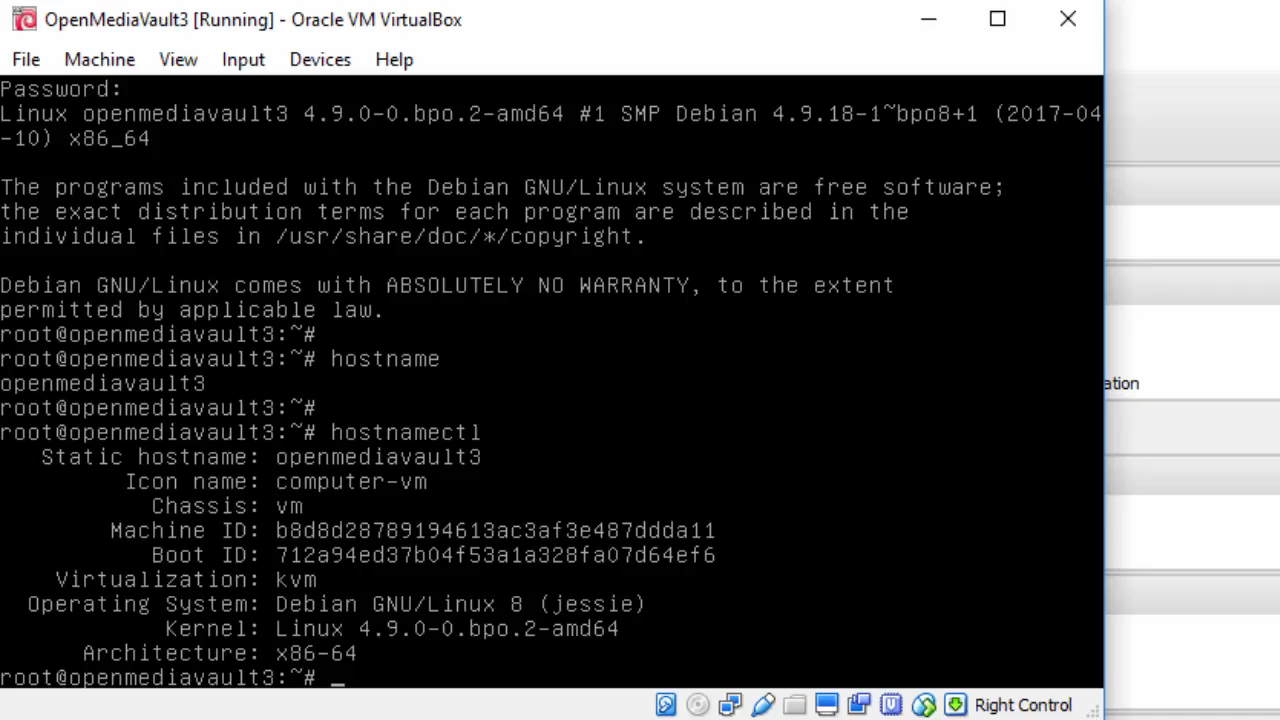 OpenMediaVault3 [Running] - Oracle VM VirtualBox
File Machine View Input Devices Help
Password:
Linux openmediavault3 4.9.0-0.bpo.2-amd64 #1 SMP Debian 4.9.18-1~bpo8+1 (2017-04
-10) x86_64
The programs included with the Debian GNU/Linux system are free software;
the exact distribution terms for each program are described in the
individual files in /usr/share/doc/*/copyright.
Debian GNU/Linux comes with ABSOLUTELY NO WARRANTY, to the extent
permitted by applicable law.
root@openmediavault3:~#
root@openmediavault3:~# hostname
openmediavault3
root@openmediavault3:~#
root@openmediavault3:~# hostnamectl
Static hostname: openmediavault3
Icon name: computer-vm
Chassis: vm
Machine ID: b8d8d28789194613ac3af3e487ddda11
Boot ID: 712a94ed37b04f53a1a328fa07d64ef6
Virtualization: kvm
Operating System: Debian GNU/Linux 8 (jessie)
Kernel: Linux 4.9.0-0.bpo.2-amd64
Architecture: x86-64
root@openmediavault3:~# _
ation
Right Control